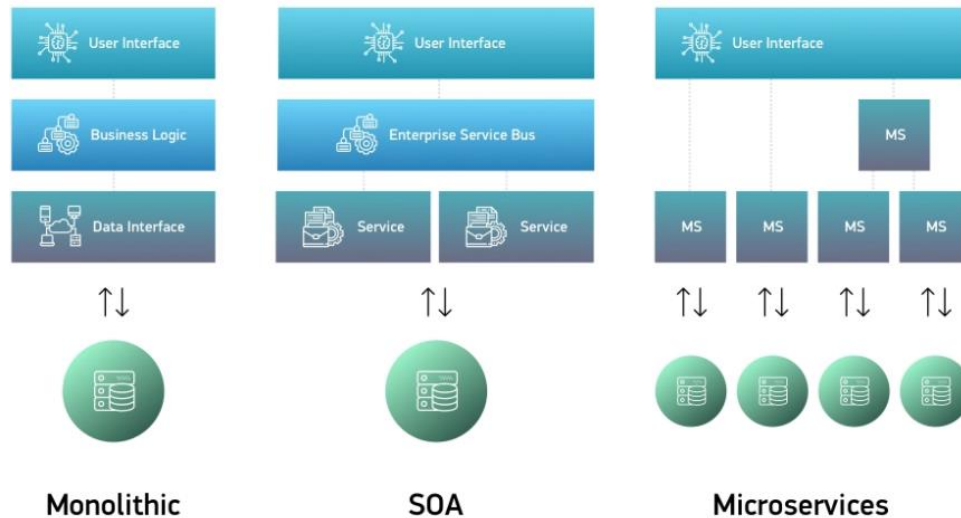 User Interface
Business Logic
Data Interface
Monolithic
User Interface
Enterprise Service Bus
Service
Service
SOA
User Interface
MS
MS
MS
MS
MS
Microservices